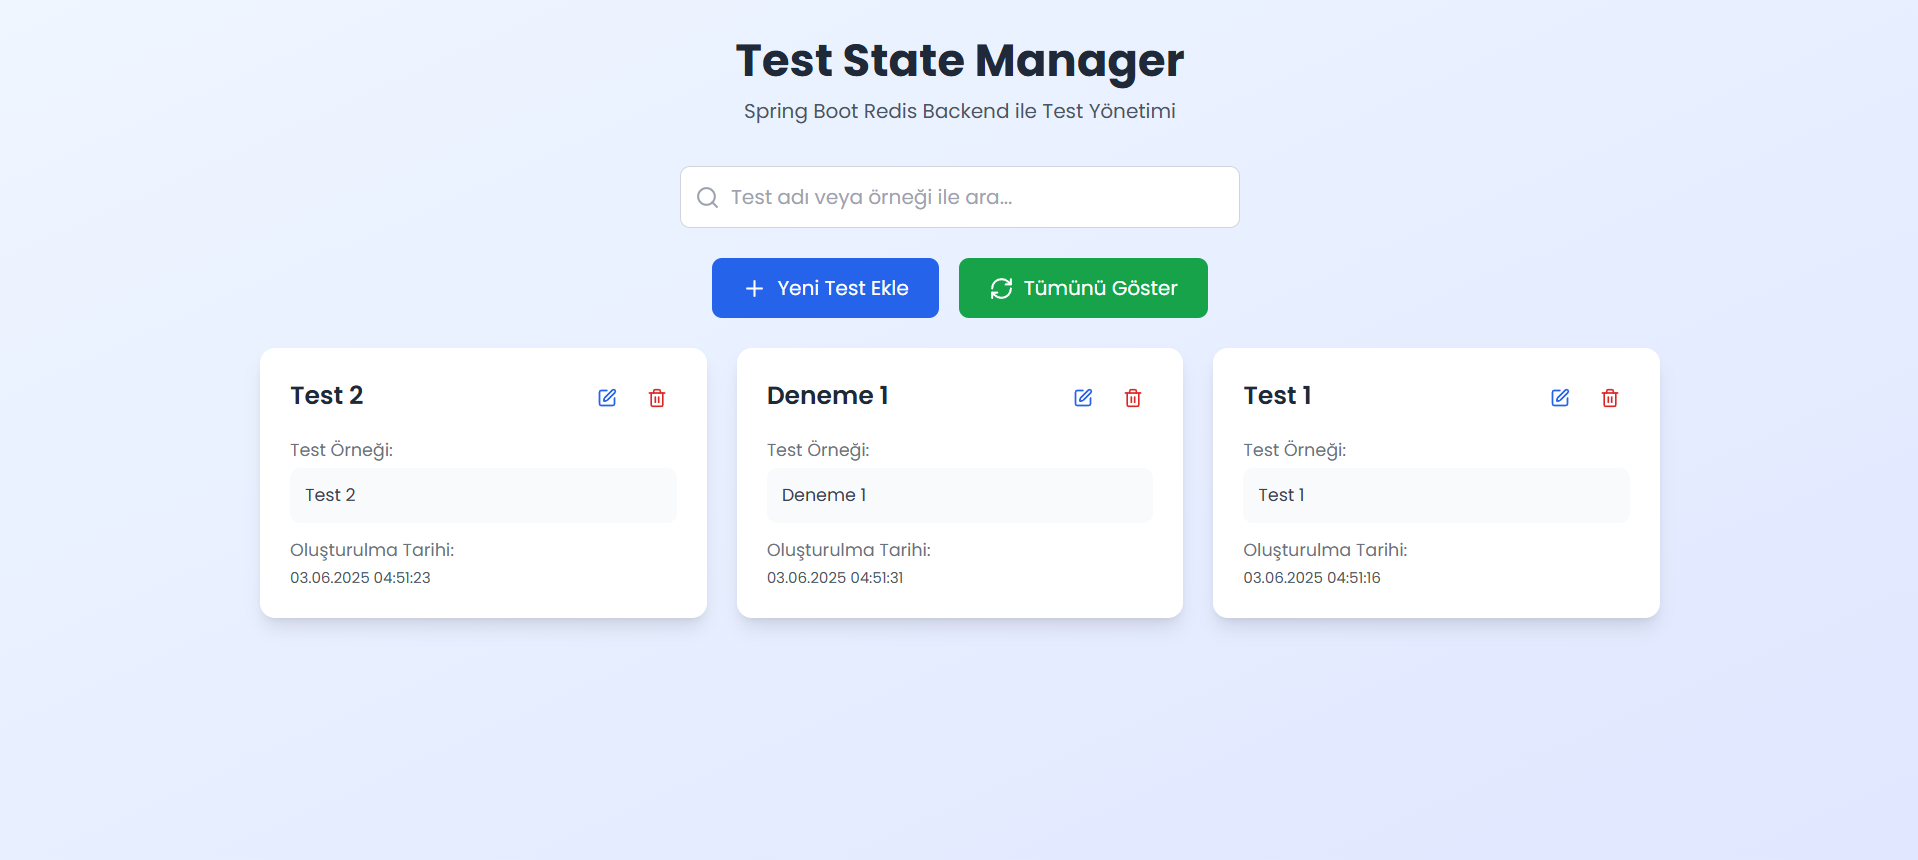 Test State Manager
Spring Boot Redis Backend ile Test Yönetimi
Test adı veya örneği ile ara...
Yeni Test Ekle
Tümünü Göster
Test 2
Test Örneği:
Test 2
Oluşturulma Tarihi:
03.06.2025 04:51:23
Deneme 1
Test Örneği:
Deneme 1
Oluşturulma Tarihi:
03.06.2025 04:51:31
Test 1
Test Örneği:
Test 1
Oluşturulma Tarihi:
03.06.2025 04:51:16